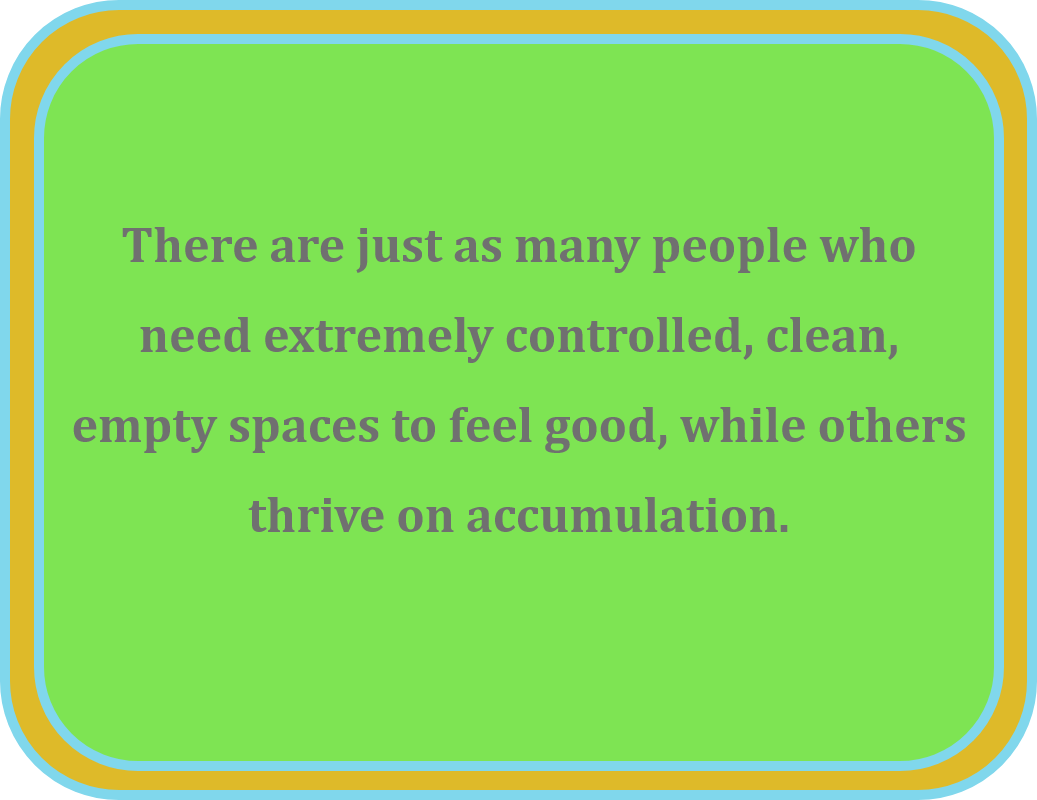 There are just as many people who
need extremely controlled, clean,
empty spaces to feel good, while others
thrive on accumulation.